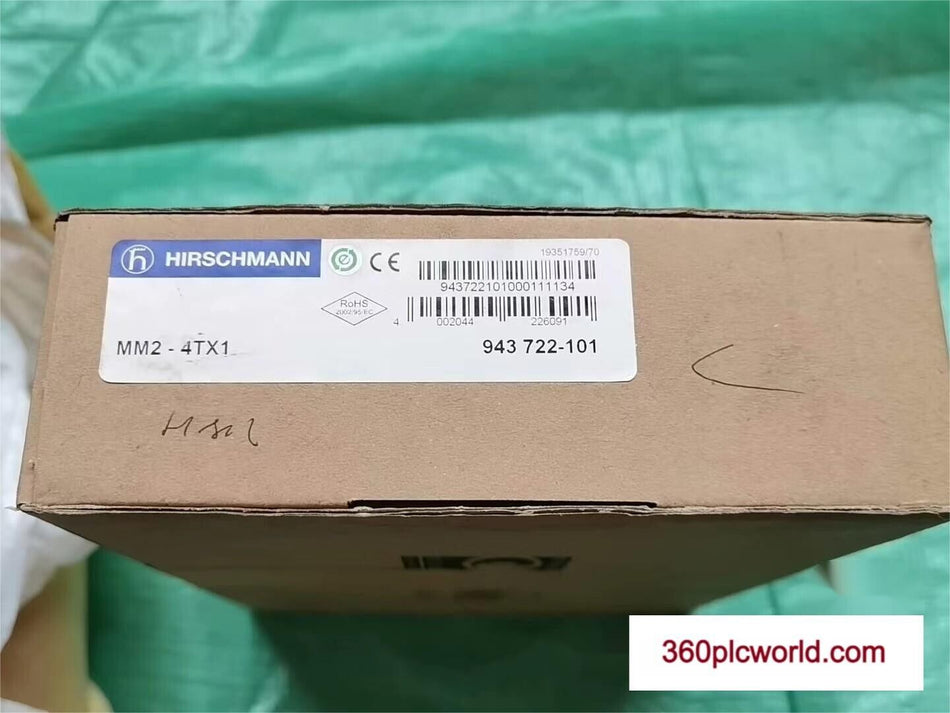 HIRSCHMANN
CE
19351759/70
943722101000111134
RoHS
2002/95/EC
4 002044 226091
MM2 - 4TX1
943 722-101
360plcworld.com